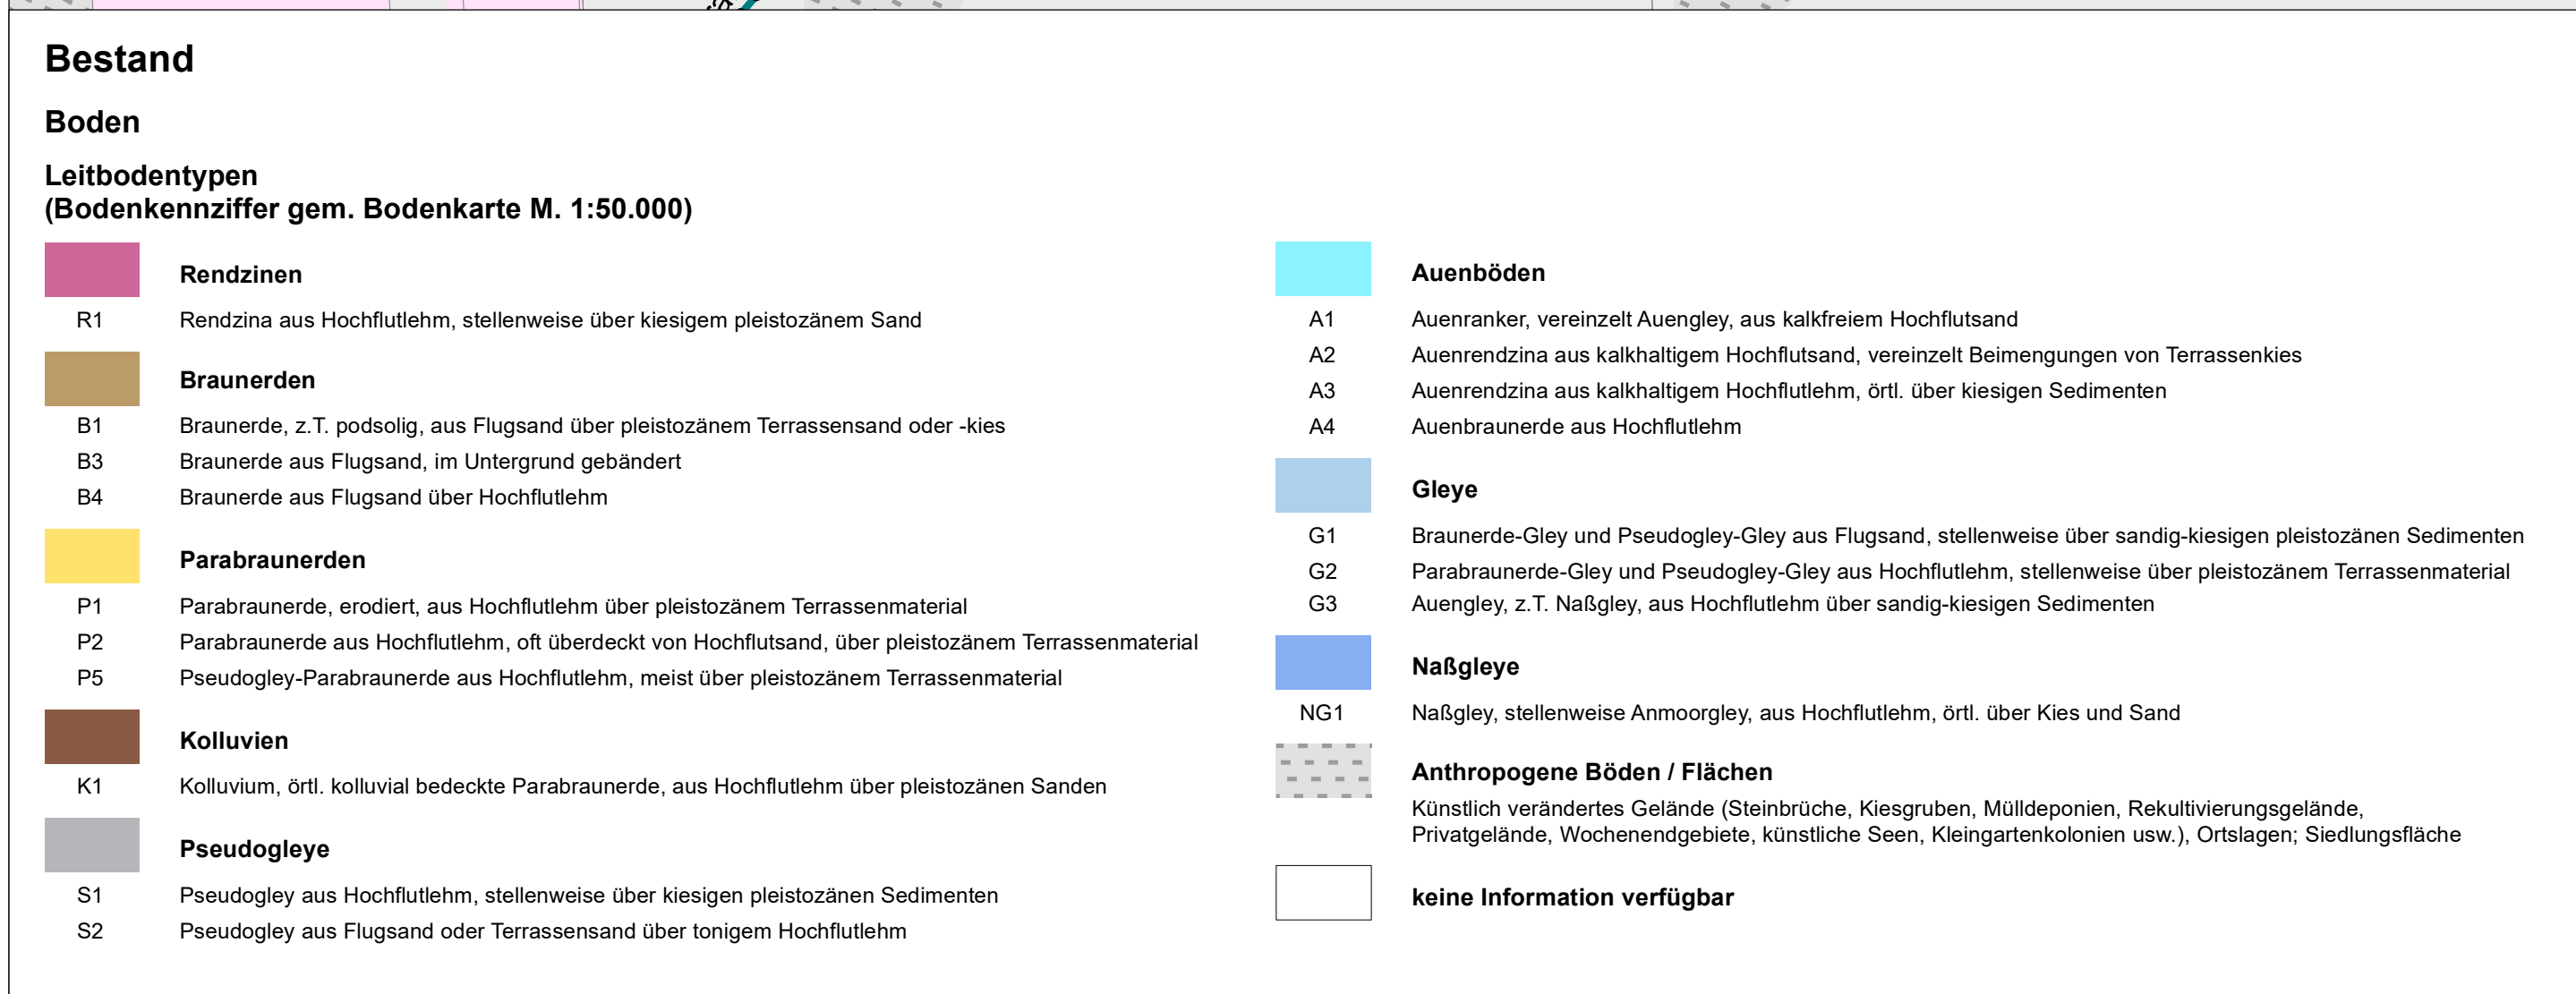 Bestand
Boden
Leitbodentypen
(Bodenkennziffer gem. Bodenkarte M. 1:50.000)
Rendzinen
R1 Rendzina aus Hochflutlehm, stellenweise über kiesigem pleistozänem Sand
Braunerden
B1 Braunerde, z.T. podsolig, aus Flugsand über pleistozänem Terrassensand oder -kies
B3 Braunerde aus Flugsand, im Untergrund gebändert
B4 Braunerde aus Flugsand über Hochflutlehm
Parabraunerden
P1 Parabraunerde, erodiert, aus Hochflutlehm über pleistozänem Terrassenmaterial
P2 Parabraunerde aus Hochflutlehm, oft überdeckt von Hochflutsand, über pleistozänem Terrassenmaterial
P5 Pseudogley-Parabraunerde aus Hochflutlehm, meist über pleistozänem Terrassenmaterial
Kolluvien
K1 Kolluvium, örtl. kolluvial bedeckte Parabraunerde, aus Hochflutlehm über pleistozänen Sanden
Pseudogleye
S1 Pseudogley aus Hochflutlehm, stellenweise über kiesigen pleistozänen Sedimenten
S2 Pseudogley aus Flugsand oder Terrassensand über tonigem Hochflutlehm
Auenböden
A1 Auenranker, vereinzelt Auengley, aus kalkfreiem Hochflutsand
A2 Auenrendzina aus kalkhaltigem Hochflutsand, vereinzelt Beimengungen von Terrassenkies
A3 Auenrendzina aus kalkhaltigem Hochflutlehm, örtl. über kiesigen Sedimenten
A4 Auenbraunerde aus Hochflutlehm
Gleye
G1 Braunerde-Gley und Pseudogley-Gley aus Flugsand, stellenweise über sandig-kiesigen pleistozänen Sedimenten
G2 Parabraunerde-Gley und Pseudogley-Gley aus Hochflutlehm, stellenweise über pleistozänem Terrassenmaterial
G3 Auengley, z.T. Naßgley, aus Hochflutlehm über sandig-kiesigen Sedimenten
Naßgleye
NG1 Naßgley, stellenweise Anmoorgley, aus Hochflutlehm, örtl. über Kies und Sand
Anthropogene Böden / Flächen
Künstlich verändertes Gelände (Steinbrüche, Kiesgruben, Mülldeponien, Rekultivierungsgelände,
Privatgelände, Wochenendgebiete, künstliche Seen, Kleingartenkolonien usw.), Ortslagen; Siedlungsfläche
keine Information verfügbar